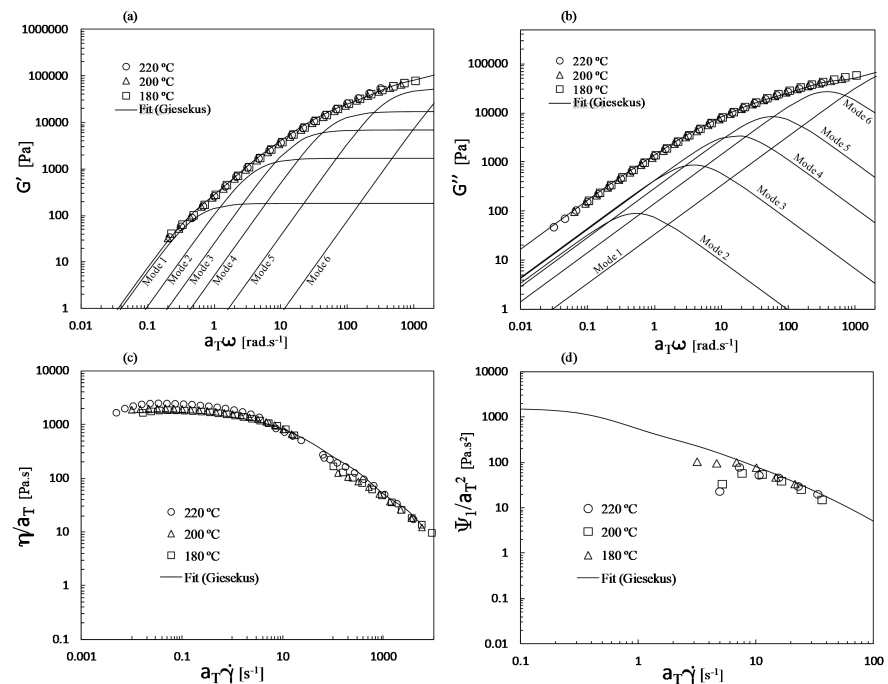 (a)
1000000
100000
10000
1000
100
10
1
0.01
0.1
1
10
100
1000
G′ [Pa]
aTω [rad.s-1]
220 ºC
200 ºC
180 ºC
Fit (Giesekus)
Mode 1
Mode 2
Mode 3
Mode 4
Mode 5
Mode 6
(b)
100000
10000
1000
100
10
1
0.01
0.1
1
10
100
1000
G″ [Pa]
aTω [rad.s-1]
220 ºC
200 ºC
180 ºC
Fit (Giesekus)
Mode 6
Mode 5
Mode 4
Mode 3
Mode 1
Mode 2
(c)
10000
1000
100
10
1
0.1
0.001
0.1
10
1000
η/aT [Pa.s]
aTγ̇ [s-1]
220 ºC
200 ºC
180 ºC
Fit (Giesekus)
(d)
10000
1000
100
10
1
0.1
0.01
0.1
1
10
100
Ψ1/aT2 [Pa.s2]
aTγ̇ [s-1]
220 ºC
200 ºC
180 ºC
Fit (Giesekus)